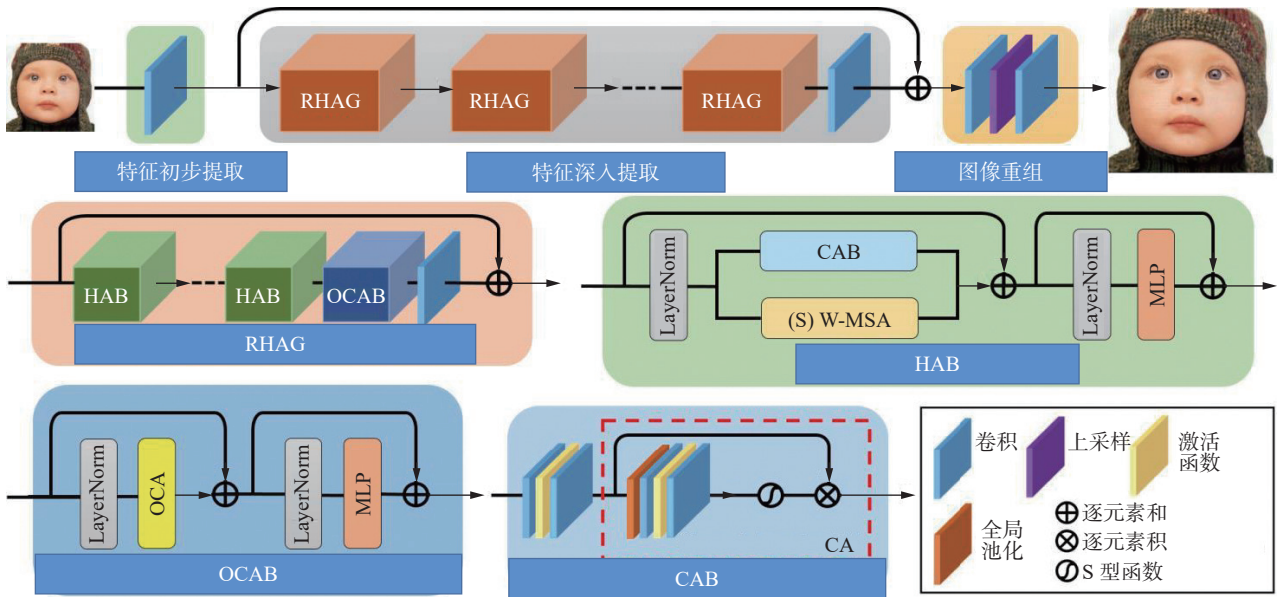 RHAG
RHAG
RHAG
特征初步提取
特征深入提取
图像重组
HAB
HAB
OCAB
RHAG
LayerNorm
CAB
(S) W-MSA
LayerNorm
MLP
HAB
LayerNorm
OCA
LayerNorm
MLP
OCAB
CA
CAB
卷积
上采样
激活
函数
全局
池化
逐元素和
逐元素积
S 型函数